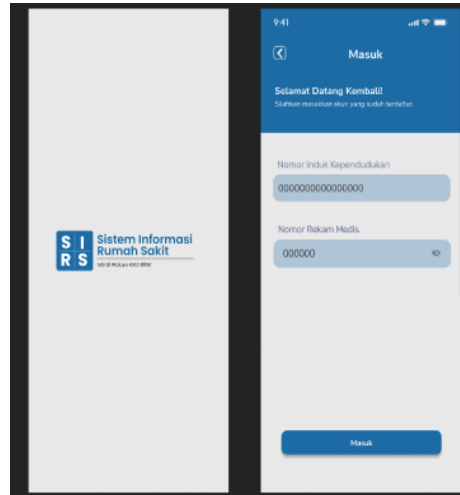 S I
R S
Sistem Informasi
Rumah Sakit
9:41
Masuk
Selamat Datang Kembali!
Silahkan masukkan akun yang sudah terdaftar.
Nomor Induk Kependudukan
0000000000000000
Nomor Rekam Medis
000000
Masuk